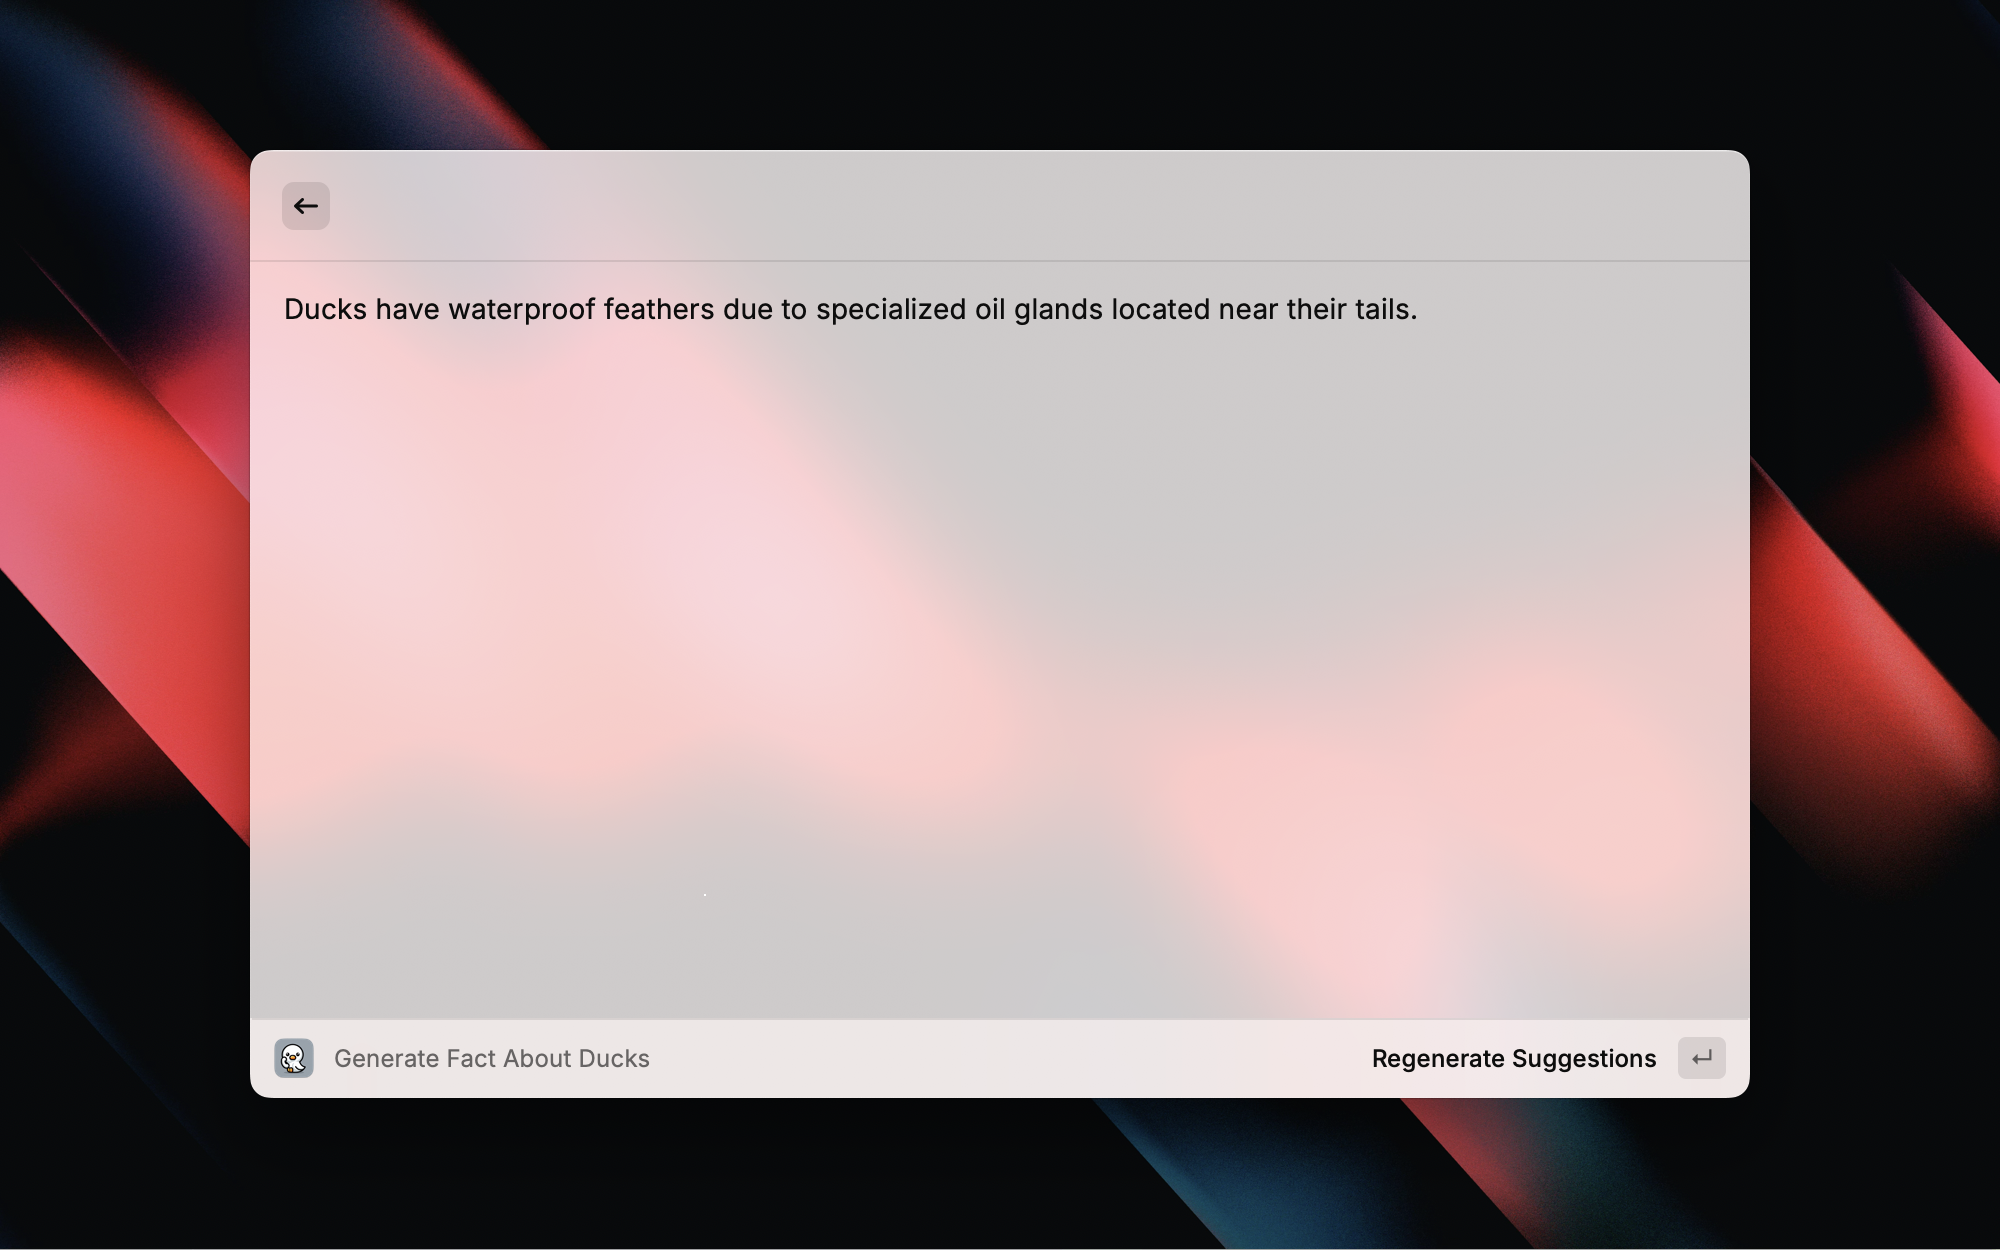 Ducks have waterproof feathers due to specialized oil glands located near their tails.
Generate Fact About Ducks
Regenerate Suggestions